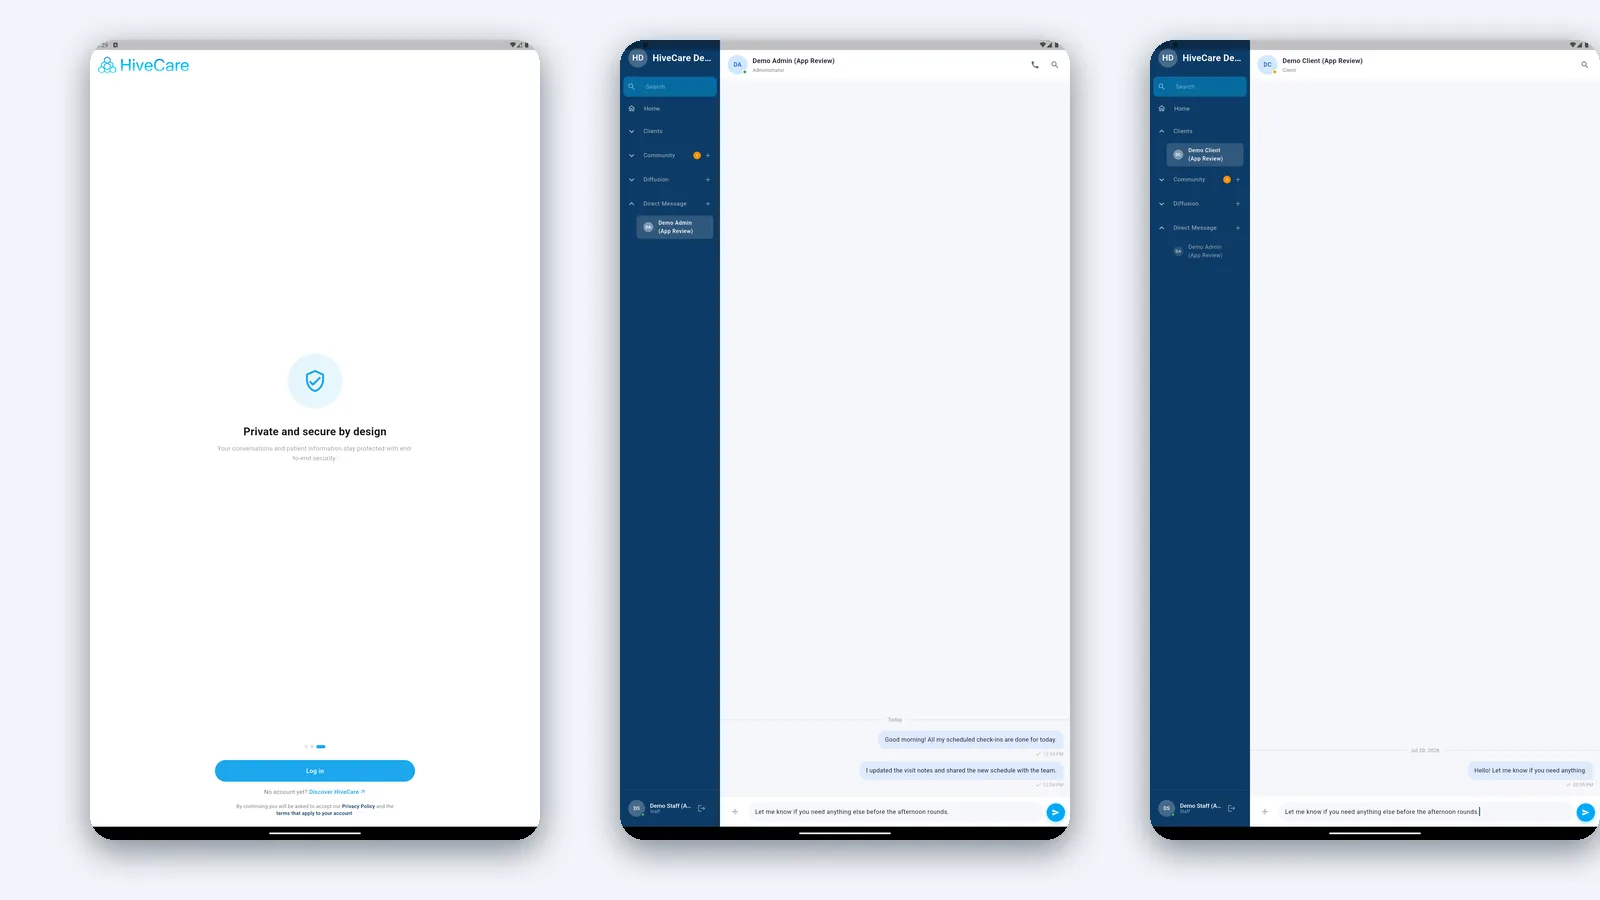 HiveCare
Private and secure by design
Your conversations and patient information stay protected with end-
to-end security.
Log in
No account yet? Discover HiveCare
By continuing you will be asked to accept our Privacy Policy and the
terms that apply to your account
HD HiveCare De...
Search
Home
Clients
Community
Diffusion
Direct Message
DA Demo Admin
(App Review)
DS Demo Staff (A...
Staff
DA Demo Admin (App Review)
Administrator
Today
Good morning! All my scheduled check-ins are done for today.
12:54 PM
I updated the visit notes and shared the new schedule with the team.
12:54 PM
Let me know if you need anything else before the afternoon rounds.
HD HiveCare De...
Search
Home
Clients
DC Demo Client
(App Review)
Community
Diffusion
Direct Message
DA Demo Admin
(App Review)
DS Demo Staff (A...
Staff
DC Demo Client (App Review)
Client
Hello! Let me know if you need anything.
Let me know if you need anything else before the afternoon rounds.